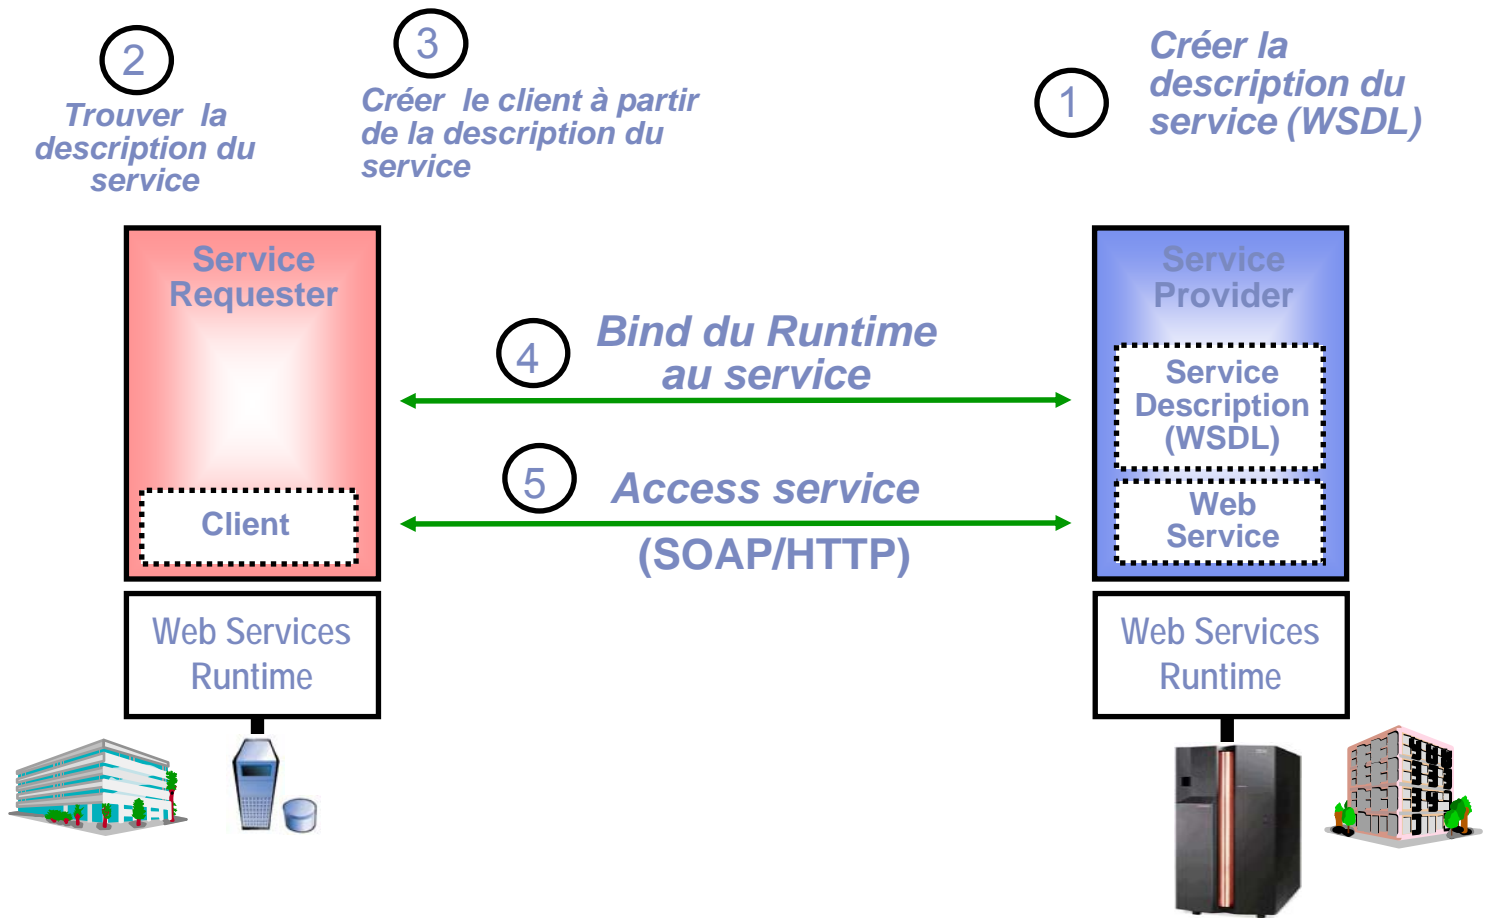 2
Trouver la
description du
service
3
Créer le client à partir
de la description du
service
1
Créer la
description du
service (WSDL)
Service
Requester
Client
Web Services
Runtime
4
Bind du Runtime
au service
5
Access service
(SOAP/HTTP)
Service
Provider
Service
Description
(WSDL)
Web
Service
Web Services
Runtime